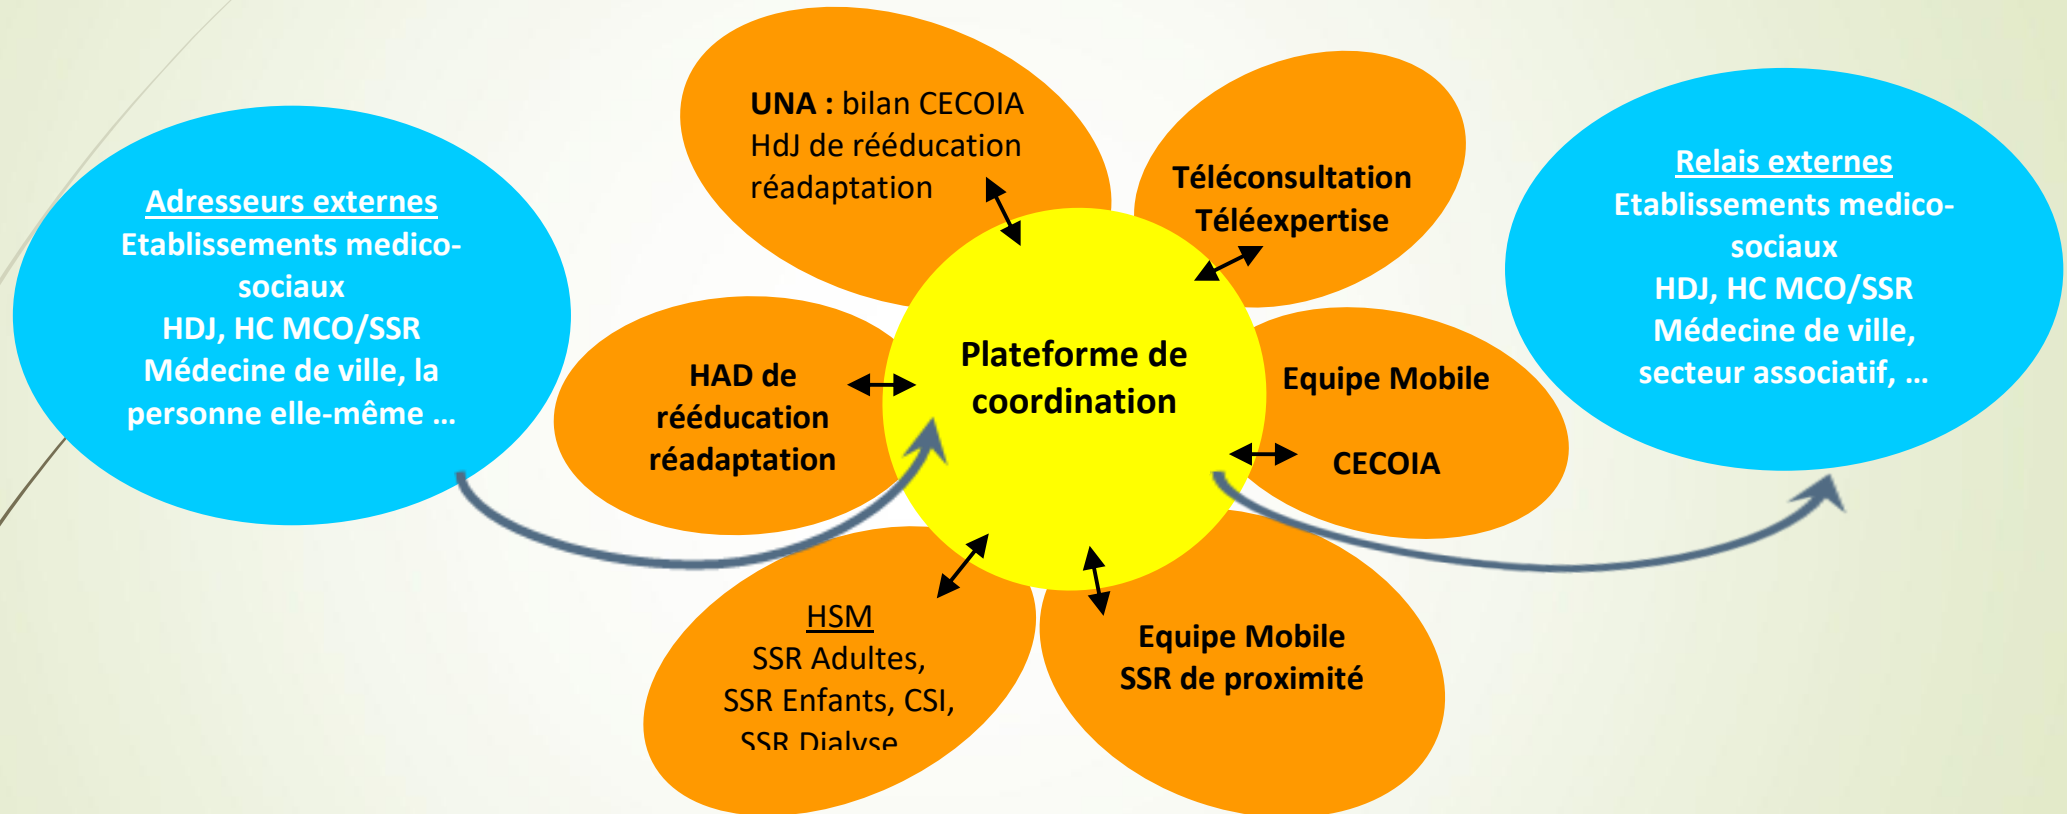 Adresseurs externes
Etablissements medico-
sociaux
HDJ, HC MCO/SSR
Médecine de ville, la
personne elle-même ...
UNA : bilan CECOIA
HdJ de rééducation
réadaptation
Téléconsultation
Téléexpertise
HAD de
rééducation
réadaptation
Plateforme de
coordination
Equipe Mobile
CECOIA
HSM
SSR Adultes,
SSR Enfants, CSI,
SSR Dialyse
Equipe Mobile
SSR de proximité
Relais externes
Etablissements medico-
sociaux
HDJ, HC MCO/SSR
Médecine de ville,
secteur associatif, ...